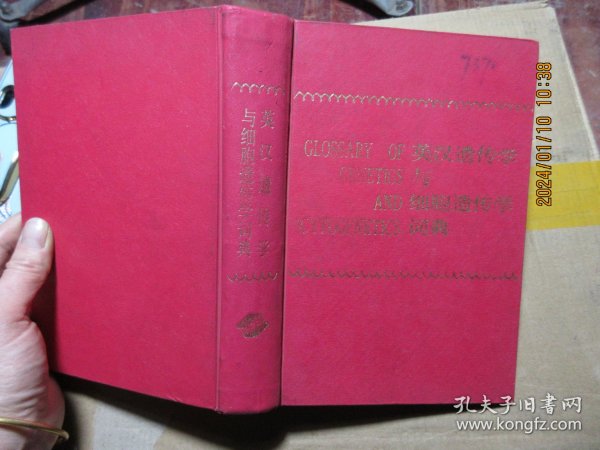 英汉遗传学
与细胞遗传学词典
737
GLOSSARY OF 英汉遗传学
GENETICS 与
AND 细胞遗传学
CYTOGENETICS 词典
2024/01/10 10:38
孔夫子旧书网
www.kongfz.com